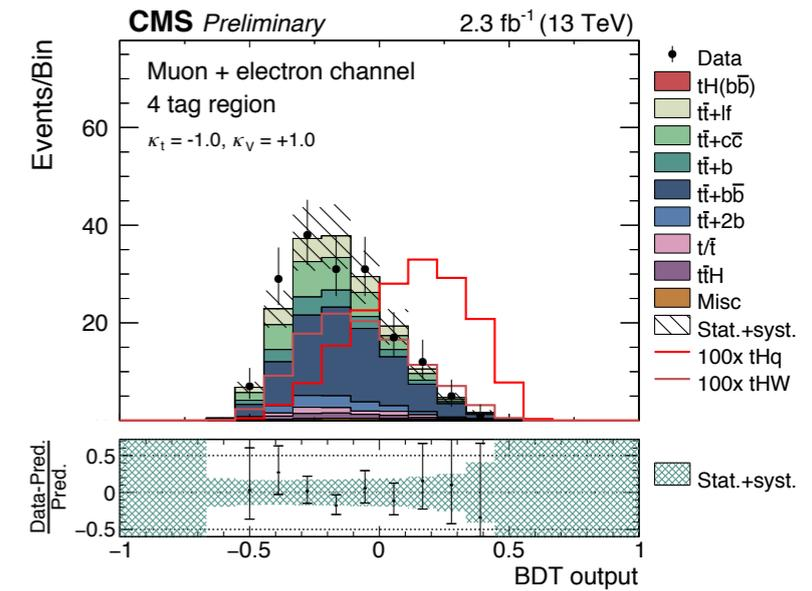 CMS Preliminary 2.3 fb⁻¹ (13 TeV)
Events/Bin
60
40
20
Muon + electron channel
4 tag region
κt = -1.0, κV = +1.0
Data
tH(bb̄)
tt̄+lf
tt̄+cc̄
tt̄+b
tt̄+bb̄
tt̄+2b
t/t̄
tt̄H
Misc
Stat.+syst.
100x tHq
100x tHW
Data-Pred.
Pred.
0.5
0
−0.5
Stat.+syst.
−1 −0.5 0 0.5 1
BDT output